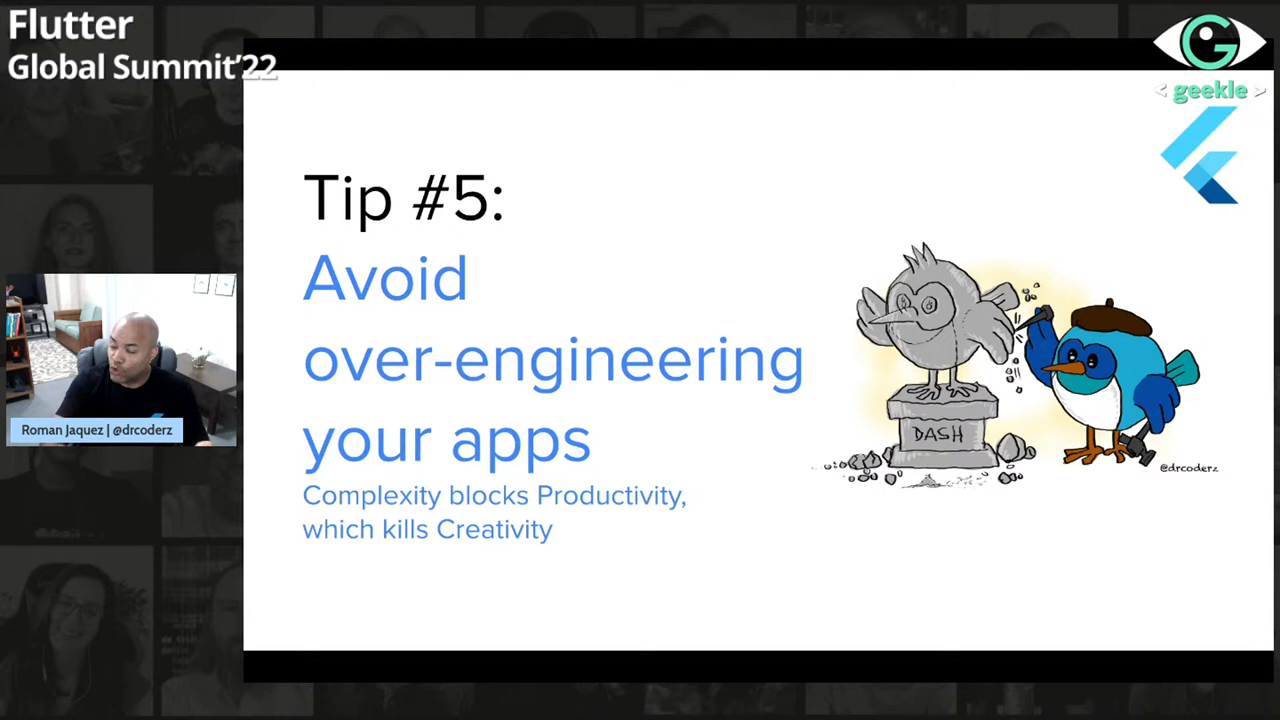 Flutter
Global Summit'22
G
< geekle >
Tip #5:
Avoid
over-engineering
your apps
Complexity blocks Productivity,
which kills Creativity
DASH
@drcoderz
Roman Jaquez | @drcoderz